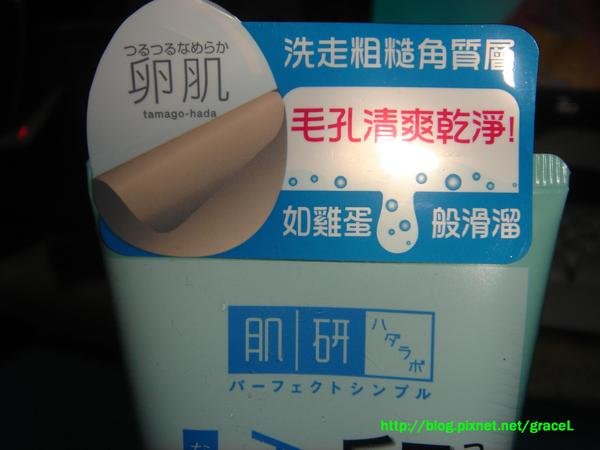 つるつるなめらか
卵肌
tamago-hada
洗走粗糙角質層
毛孔清爽乾淨!
如雞蛋般滑溜
肌研
ハダラボ
パーフェクトシンプル
http://blog.pixnet.net/graceL